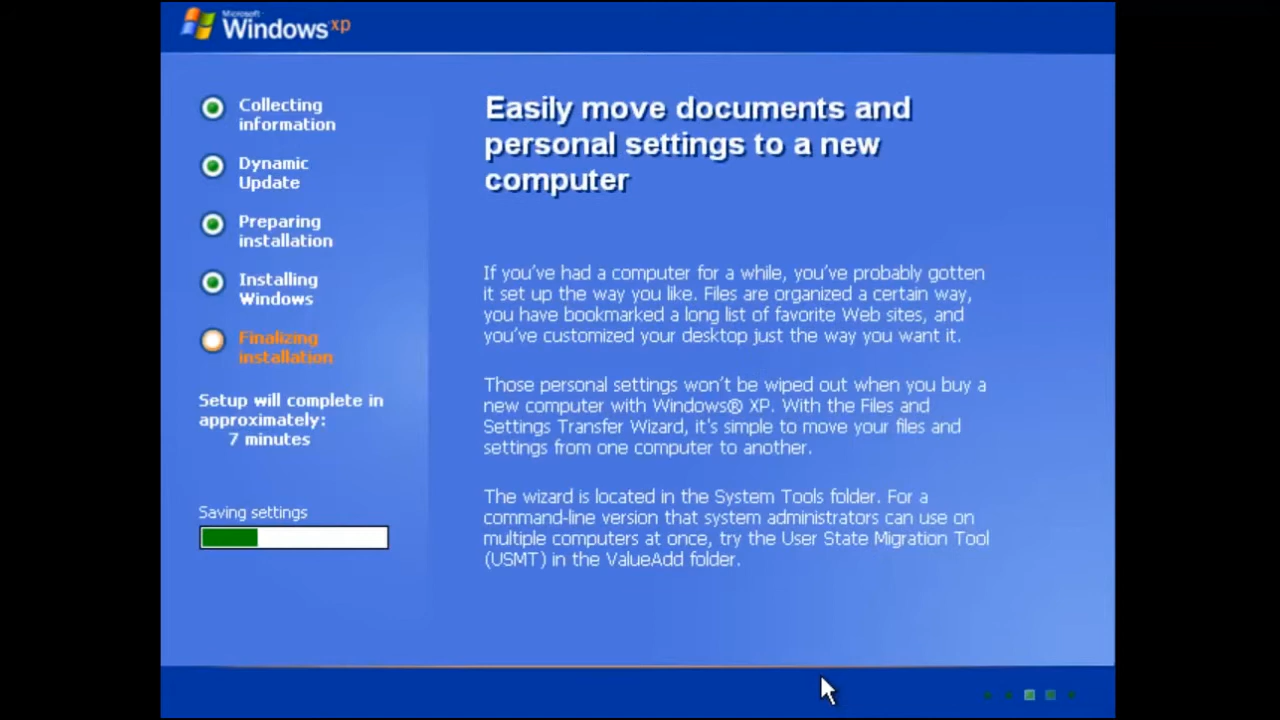 Microsoft
Windows xp
Collecting
information
Dynamic
Update
Preparing
installation
Installing
Windows
Finalizing
installation
Setup will complete in
approximately:
7 minutes
Saving settings
Easily move documents and
personal settings to a new
computer
If you've had a computer for a while, you've probably gotten
it set up the way you like. Files are organized a certain way,
you have bookmarked a long list of favorite Web sites, and
you've customized your desktop just the way you want it.
Those personal settings won't be wiped out when you buy a
new computer with Windows® XP. With the Files and
Settings Transfer Wizard, it's simple to move your files and
settings from one computer to another.
The wizard is located in the System Tools folder. For a
command-line version that system administrators can use on
multiple computers at once, try the User State Migration Tool
(USMT) in the ValueAdd folder.